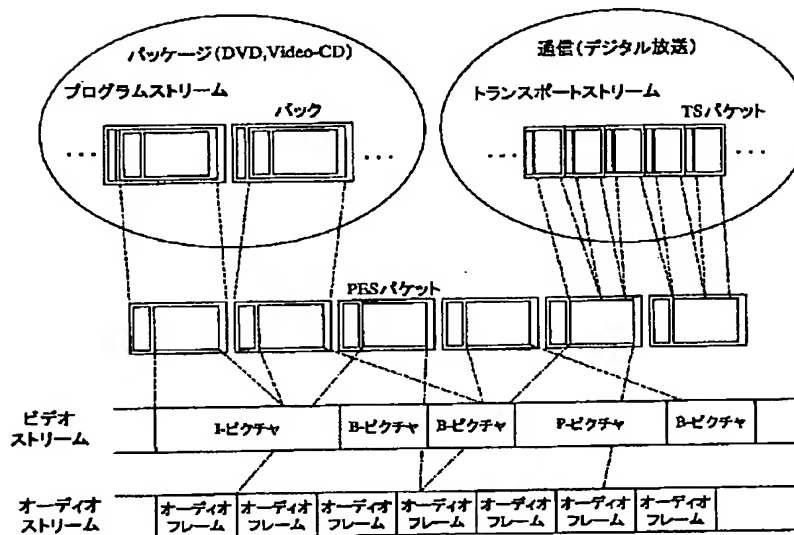 パッケージ(DVD,Video-CD)
プログラムストリーム
パック
・・・
・・・
通信(デジタル放送)
トランスポートストリーム
TSパケット
・・・
・・・
PESパケット
ビデオ
ストリーム
I-ピクチャ
B-ピクチャ
B-ピクチャ
P-ピクチャ
B-ピクチャ
オーディオ
ストリーム
オーディオ
フレーム
オーディオ
フレーム
オーディオ
フレーム
オーディオ
フレーム
オーディオ
フレーム
オーディオ
フレーム
オーディオ
フレーム